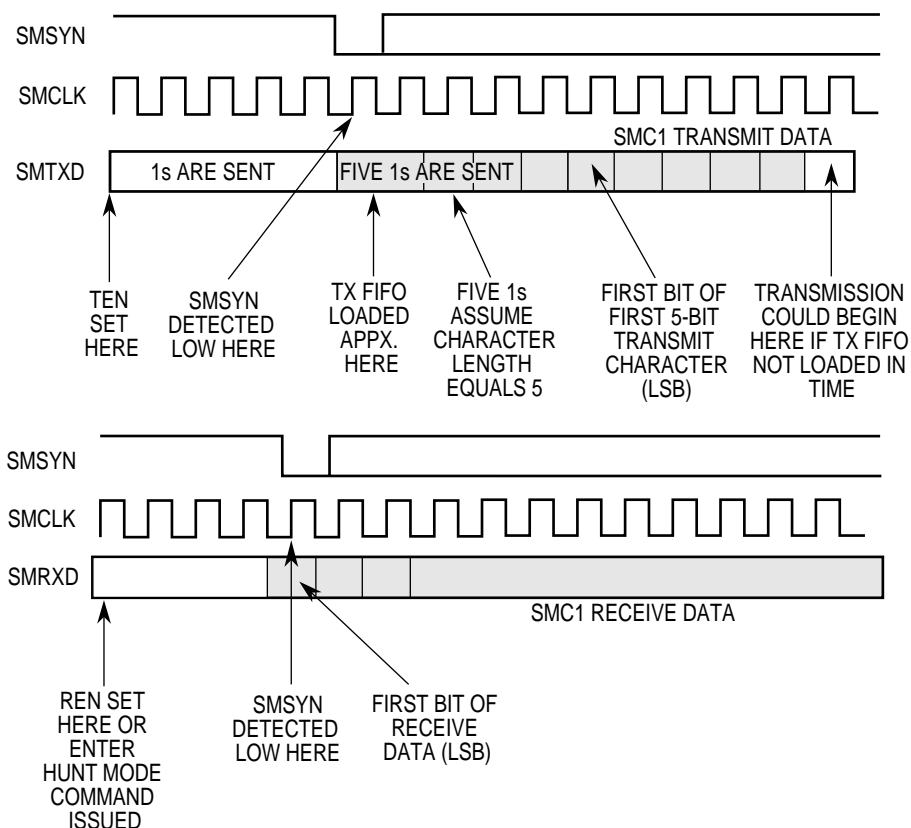 SMSYN
SMCLK
SMC1 TRANSMIT DATA
SMTXD
1s ARE SENT
FIVE 1s ARE SENT
TEN
SET
HERE
SMSYN
DETECTED
LOW HERE
TX FIFO
LOADED
APPX.
HERE
FIVE 1s
ASSUME
CHARACTER
LENGTH
EQUALS 5
FIRST BIT OF
FIRST 5-BIT
TRANSMIT
CHARACTER
(LSB)
TRANSMISSION
COULD BEGIN
HERE IF TX FIFO
NOT LOADED IN
TIME
SMSYN
SMCLK
SMRXD
SMC1 RECEIVE DATA
REN SET
HERE OR
ENTER
HUNT MODE
COMMAND
ISSUED
SMSYN
DETECTED
LOW HERE
FIRST BIT OF
RECEIVE
DATA (LSB)